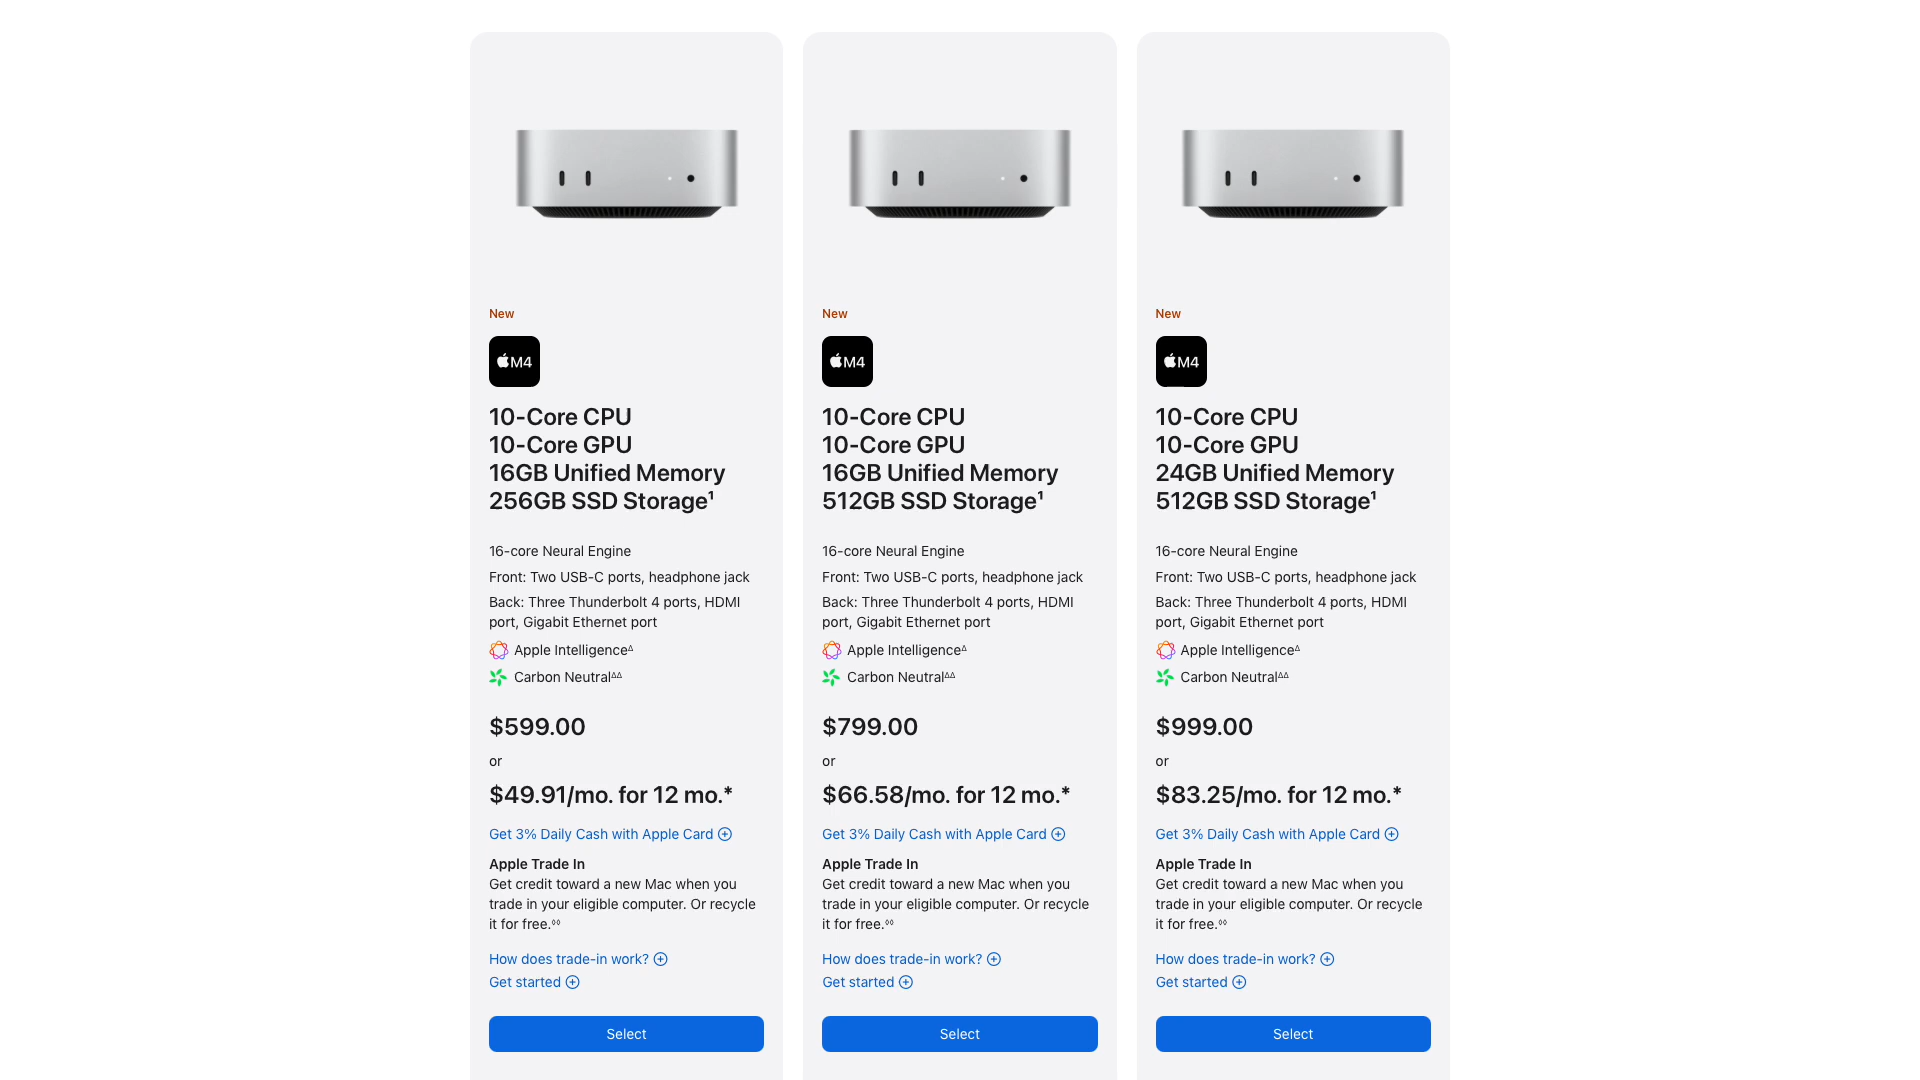 New
M4
10-Core CPU
10-Core GPU
16GB Unified Memory
256GB SSD Storage¹
16-core Neural Engine
Front: Two USB-C ports, headphone jack
Back: Three Thunderbolt 4 ports, HDMI
port, Gigabit Ethernet port
Apple Intelligence∆
Carbon Neutral∆∆
$599.00
or
$49.91/mo. for 12 mo.*
Get 3% Daily Cash with Apple Card
Apple Trade In
Get credit toward a new Mac when you
trade in your eligible computer. Or recycle
it for free.◊◊
How does trade-in work?
Get started
Select
New
M4
10-Core CPU
10-Core GPU
16GB Unified Memory
512GB SSD Storage¹
16-core Neural Engine
Front: Two USB-C ports, headphone jack
Back: Three Thunderbolt 4 ports, HDMI
port, Gigabit Ethernet port
Apple Intelligence∆
Carbon Neutral∆∆
$799.00
or
$66.58/mo. for 12 mo.*
Get 3% Daily Cash with Apple Card
Apple Trade In
Get credit toward a new Mac when you
trade in your eligible computer. Or recycle
it for free.◊◊
How does trade-in work?
Get started
Select
New
M4
10-Core CPU
10-Core GPU
24GB Unified Memory
512GB SSD Storage¹
16-core Neural Engine
Front: Two USB-C ports, headphone jack
Back: Three Thunderbolt 4 ports, HDMI
port, Gigabit Ethernet port
Apple Intelligence∆
Carbon Neutral∆∆
$999.00
or
$83.25/mo. for 12 mo.*
Get 3% Daily Cash with Apple Card
Apple Trade In
Get credit toward a new Mac when you
trade in your eligible computer. Or recycle
it for free.◊◊
How does trade-in work?
Get started
Select